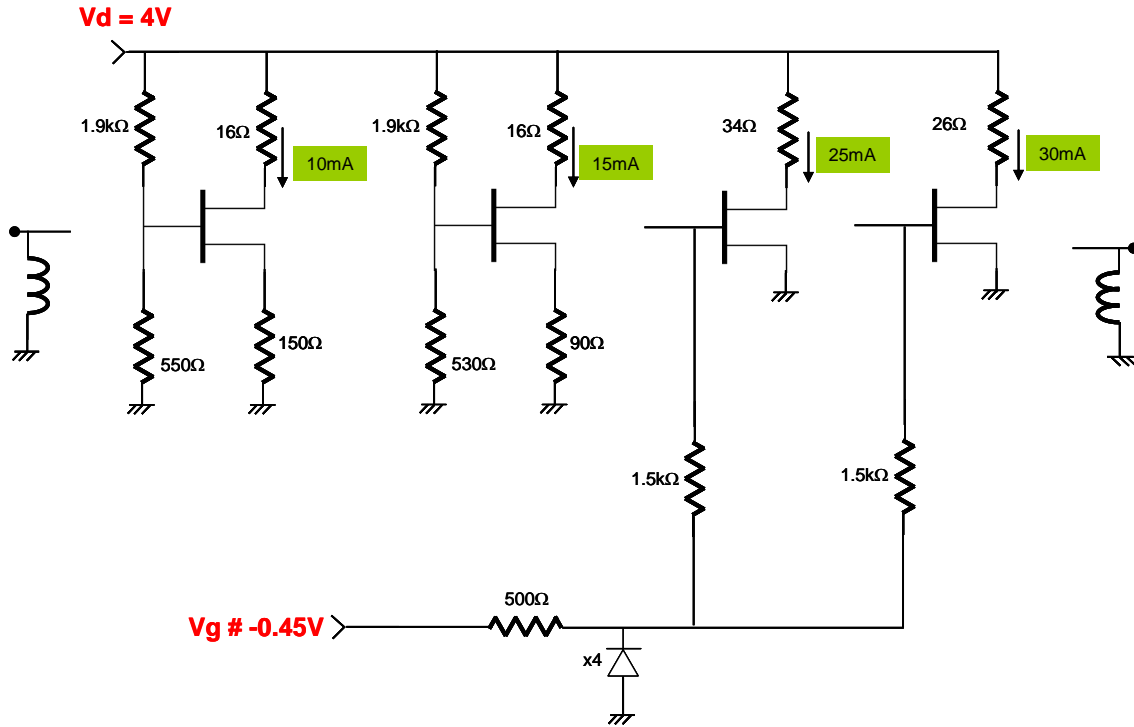 Vd = 4V
1.9kΩ
16Ω
10mA
1.9kΩ
16Ω
15mA
34Ω
25mA
26Ω
30mA
550Ω
150Ω
530Ω
90Ω
1.5kΩ
1.5kΩ
500Ω
Vg # -0.45V
x4